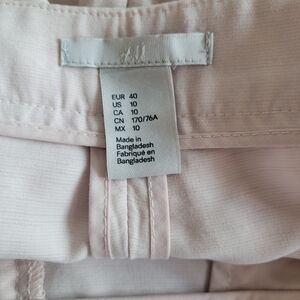 H&M
EUR 40
US 10
CA 10
CN 170/76A
MX 10
Made in
Bangladesh
Fabriqué en
Bangladesh